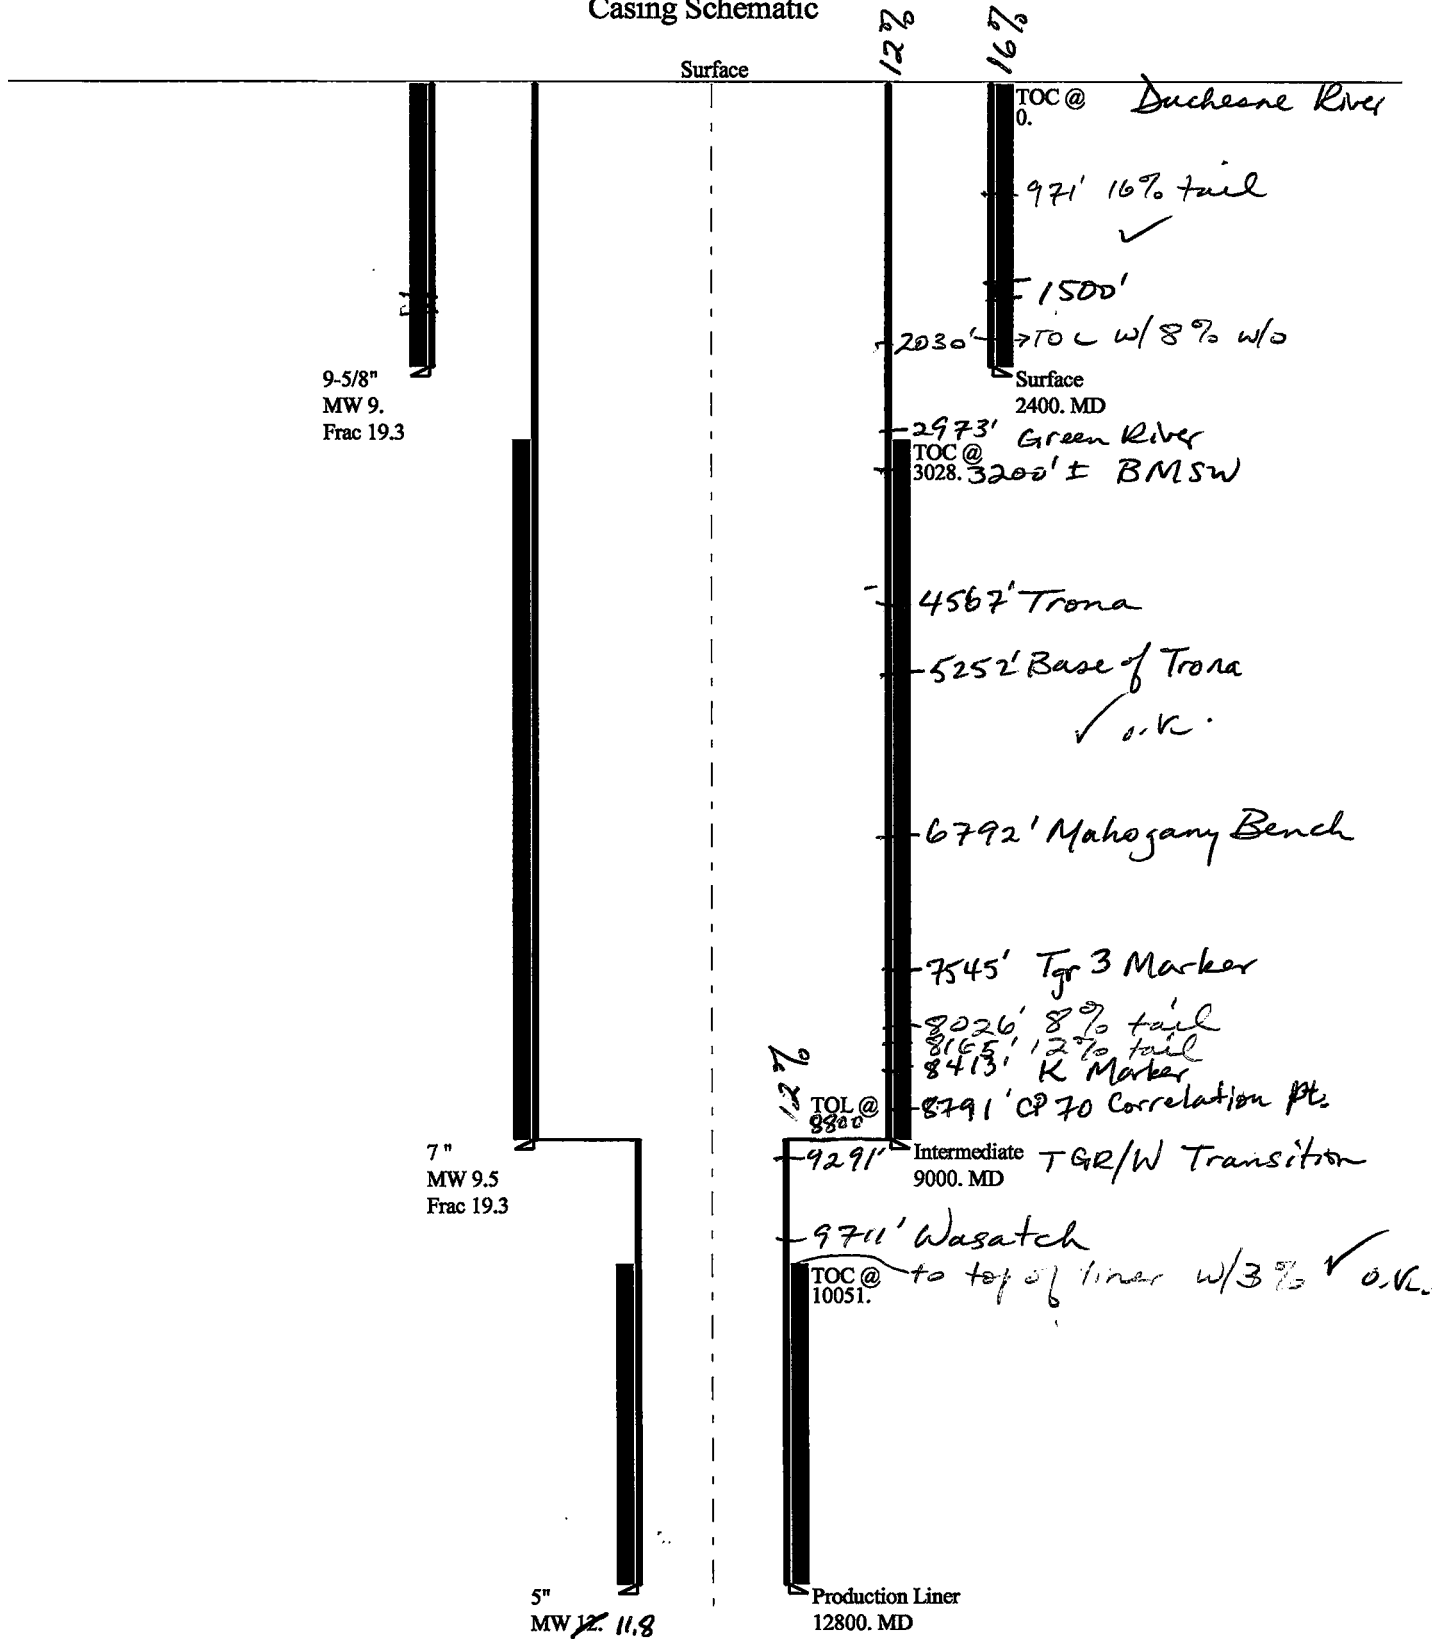 Casing Schematic
12%
16%
Surface
TOC @
0.
Duchesne River
971' 16% tail
✓
1500'
2030' → TOC w/ 8% w/o
9-5/8"
MW 9.
Frac 19.3
Surface
2400. MD
2973' Green River
TOC @
3028.
3200' ± BMSW
4567' Trona
5252' Base of Trona
✓ o.k.
6792' Mahogany Bench
7545' Tgr 3 Marker
8026' 8% tail
8165' 12% tail
8413' K Marker
12%
TOL @
8800
8791' CP 70 Correlation Pt.
7"
MW 9.5
Frac 19.3
Intermediate
9000. MD
9291' TGR/W Transition
9711' Wasatch
TOC @
10051.
to top of liner w/3% ✓ o.k.
5"
MW 12. 11.8
Production Liner
12800. MD